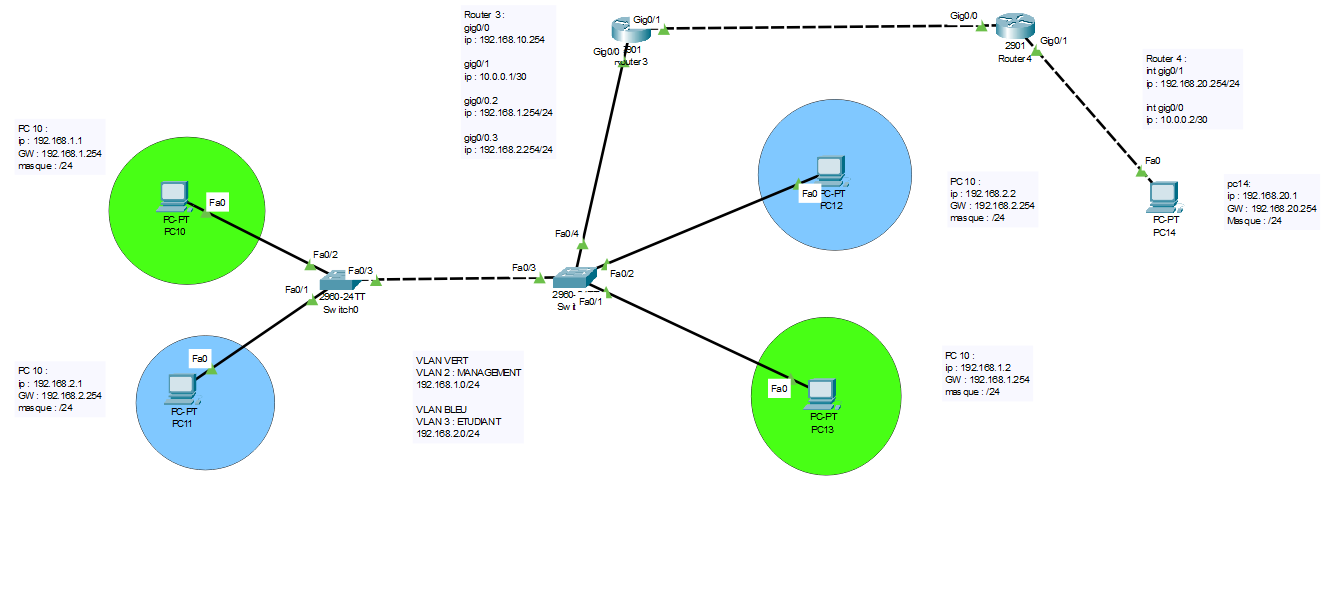 Router 3 :
gig0/0
ip : 192.168.10.254
gig0/1
ip : 10.0.0.1/30
gig0/0.2
ip : 192.168.1.254/24
gig0/0.3
ip : 192.168.2.254/24
Gig0/1
Gig0/0
2901
router3
Gig0/0
Gig0/1
2901
Router4
Router 4 :
int gig0/1
ip : 192.168.20.254/24
int gig0/0
ip : 10.0.0.2/30
PC 10 :
ip : 192.168.1.1
GW : 192.168.1.254
masque : /24
Fa0
PC-PT
PC10
Fa0
PC-PT
PC12
PC 10 :
ip : 192.168.2.2
GW : 192.168.2.254
masque : /24
Fa0
PC-PT
PC14
pc14:
ip : 192.168.20.1
GW : 192.168.20.254
Masque : /24
Fa0/2
Fa0/3
Fa0/1
2960-24TT
Switch0
Fa0/4
Fa0/3
Fa0/2
2960-
Fa0/1
Swit
PC 10 :
ip : 192.168.2.1
GW : 192.168.2.254
masque : /24
Fa0
PC-PT
PC11
VLAN VERT
VLAN 2 : MANAGEMENT
192.168.1.0/24
VLAN BLEU
VLAN 3 : ETUDIANT
192.168.2.0/24
Fa0
PC-PT
PC13
PC 10 :
ip : 192.168.1.2
GW : 192.168.1.254
masque : /24